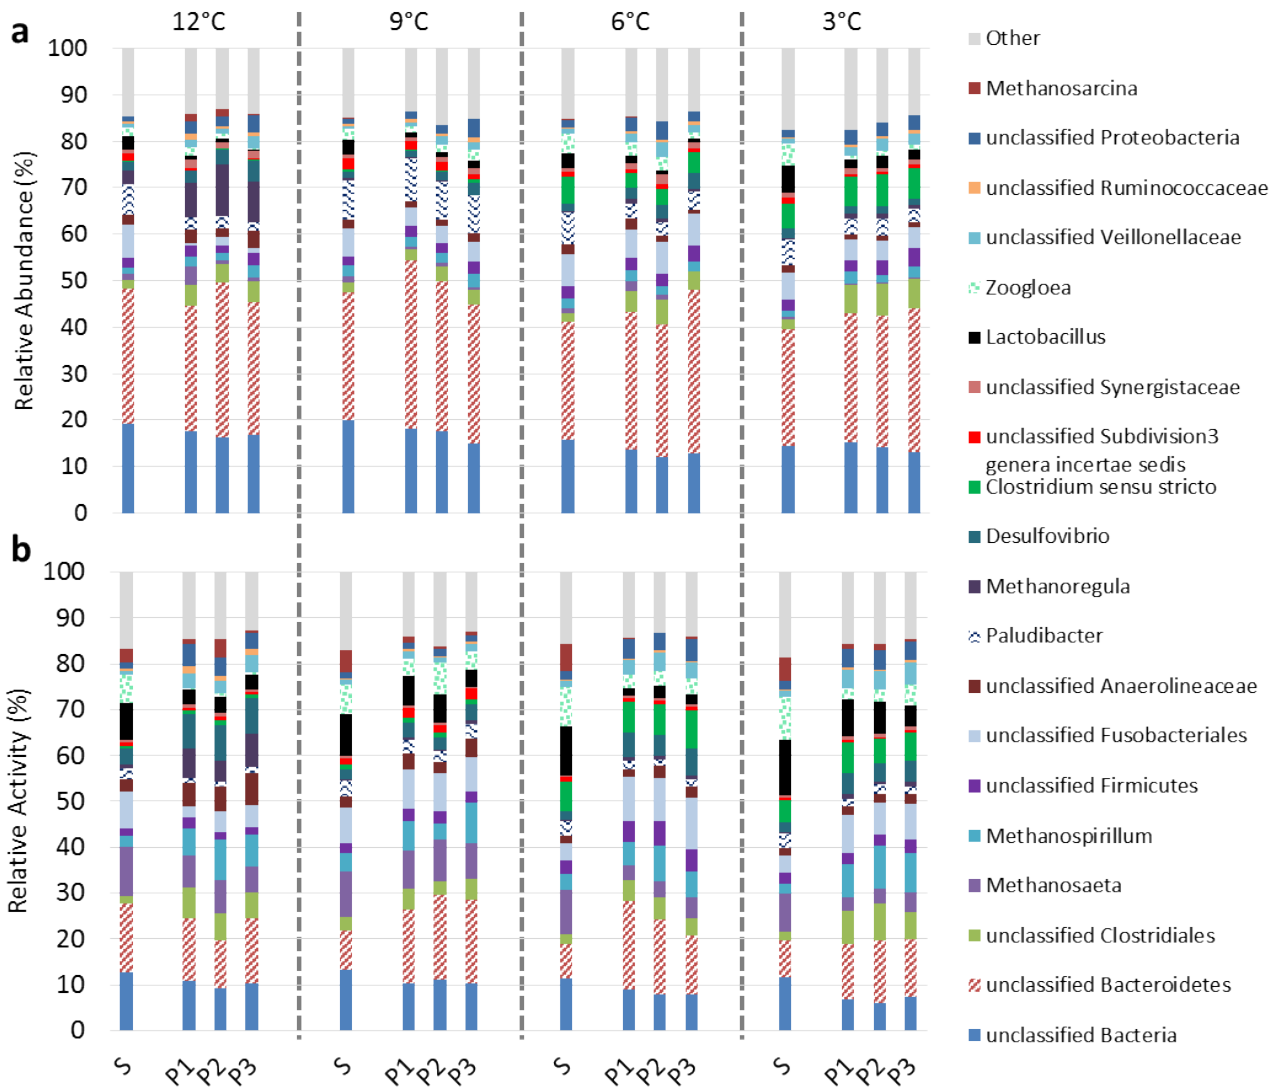 a
12°C 9°C 6°C 3°C
100
90
80
70
60
50
40
30
20
10
0
Relative Abundance (%)
b
100
90
80
70
60
50
40
30
20
10
0
Relative Activity (%)
S P1 P2 P3 S P1 P2 P3 S P1 P2 P3 S P1 P2 P3
Other
Methanosarcina
unclassified Proteobacteria
unclassified Ruminococcaceae
unclassified Veillonellaceae
Zoogloea
Lactobacillus
unclassified Synergistaceae
unclassified Subdivision3
genera incertae sedis
Clostridium sensu stricto
Desulfovibrio
Methanoregula
Paludibacter
unclassified Anaerolineaceae
unclassified Fusobacteriales
unclassified Firmicutes
Methanospirillum
Methanosaeta
unclassified Clostridiales
unclassified Bacteroidetes
unclassified Bacteria